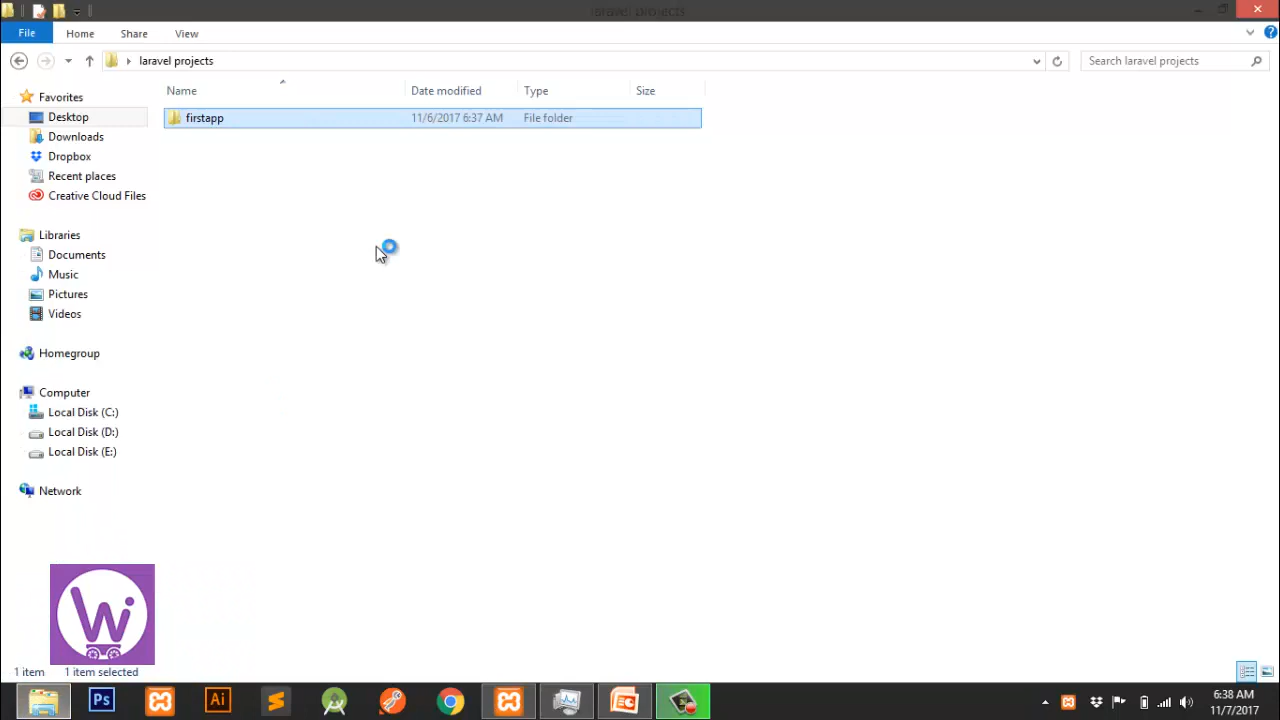 laravel projects
File Home Share View
laravel projects
Search laravel projects
Name Date modified Type Size
firstapp 11/6/2017 6:37 AM File folder
Favorites
Desktop
Downloads
Dropbox
Recent places
Creative Cloud Files
Libraries
Documents
Music
Pictures
Videos
Homegroup
Computer
Local Disk (C:)
Local Disk (D:)
Local Disk (E:)
Network
Wi
1 item 1 item selected
Ps
Ai
6:38 AM
11/7/2017